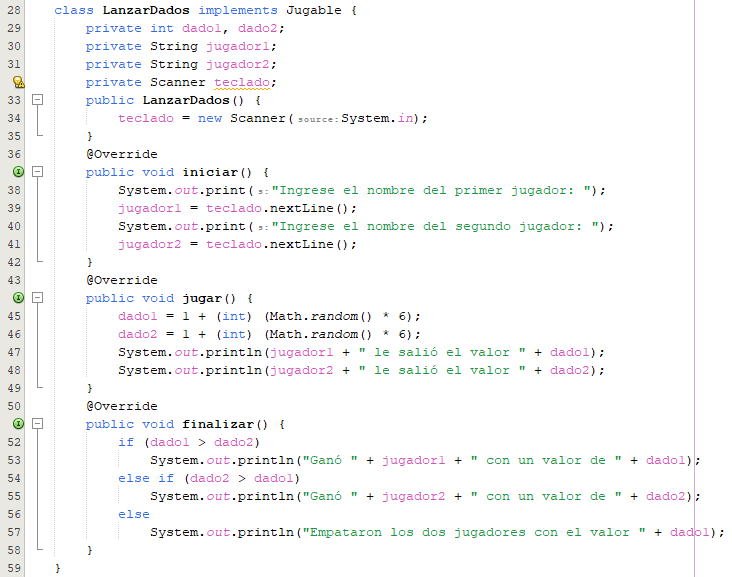 28 class LanzarDados implements Jugable {
29 private int dado1, dado2;
30 private String jugador1;
31 private String jugador2;
private Scanner teclado;
33 public LanzarDados() {
34 teclado = new Scanner( source: System.in);
35 }
36 @Override
public void iniciar() {
38 System.out.print( s: "Ingrese el nombre del primer jugador: ");
39 jugador1 = teclado.nextLine();
40 System.out.print( s: "Ingrese el nombre del segundo jugador: ");
41 jugador2 = teclado.nextLine();
42 }
43 @Override
public void jugar() {
45 dado1 = 1 + (int) (Math.random() * 6);
46 dado2 = 1 + (int) (Math.random() * 6);
47 System.out.println(jugador1 + " le salió el valor " + dado1);
48 System.out.println(jugador2 + " le salió el valor " + dado2);
49 }
50 @Override
public void finalizar() {
52 if (dado1 > dado2)
53 System.out.println("Ganó " + jugador1 + " con un valor de " + dado1);
54 else if (dado2 > dado1)
55 System.out.println("Ganó " + jugador2 + " con un valor de " + dado2);
56 else
57 System.out.println("Empataron los dos jugadores con el valor " + dado1);
58 }
59 }